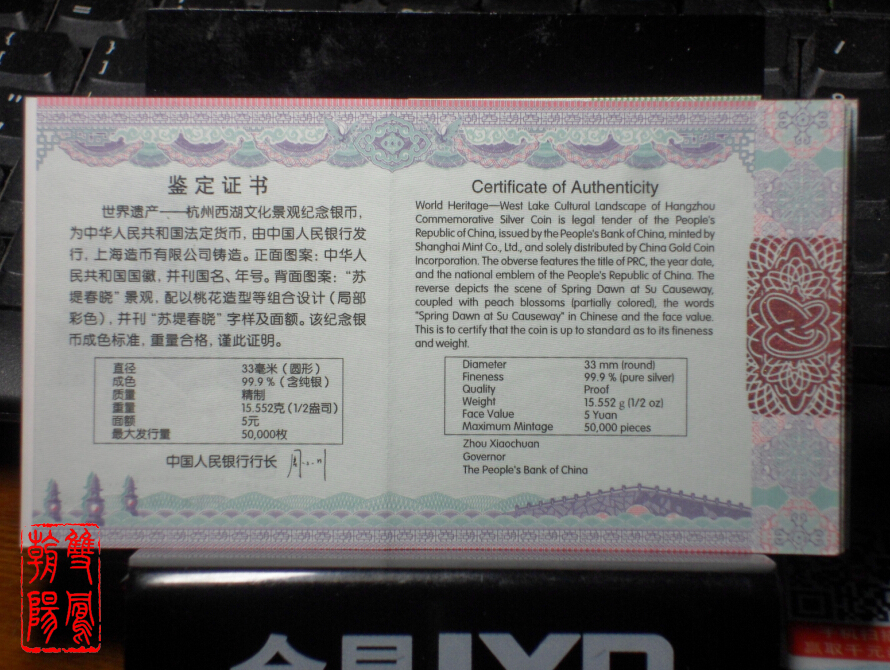 鉴定证书
世界遗产——杭州西湖文化景观纪念银币，
为中华人民共和国法定货币，由中国人民银行发
行，上海造币有限公司铸造。正面图案：中华人
民共和国国徽，并刊国名、年号。背面图案：“苏
堤春晓”景观，配以桃花造型等组合设计（局部
彩色），并刊“苏堤春晓”字样及面额。该纪念银
币成色标准，重量合格，谨此证明。
直径 33毫米（圆形）
成色 99.9％（含纯银）
质量 精制
重量 15.552克（1/2盎司）
面额 5元
最大发行量 50,000枚
中国人民银行行长
Certificate of Authenticity
World Heritage—West Lake Cultural Landscape of Hangzhou
Commemorative Silver Coin is legal tender of the People's
Republic of China, issued by the People's Bank of China, minted by
Shanghai Mint Co., Ltd., and solely distributed by China Gold Coin
Incorporation. The obverse features the title of PRC, the year date,
and the national emblem of the People's Republic of China. The
reverse depicts the scene of Spring Dawn at Su Causeway,
coupled with peach blossoms (partially colored), the words
"Spring Dawn at Su Causeway" in Chinese and the face value.
This is to certify that the coin is up to standard as to its fineness
and weight.
Diameter 33 mm (round)
Fineness 99.9 % (pure silver)
Quality Proof
Weight 15.552 g (1/2 oz)
Face Value 5 Yuan
Maximum Mintage 50,000 pieces
Zhou Xiaochuan
Governor
The People's Bank of China
雙鳳
朝陽